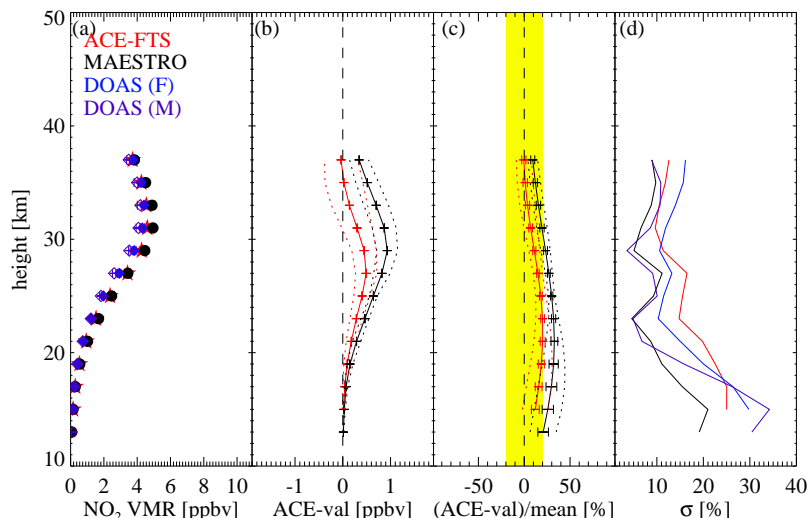 (a) (b) (c) (d)
ACE-FTS
MAESTRO
DOAS (F)
DOAS (M)
50
40
30
20
10
height [km]
0 2 4 6 8 10
-1 0 1
-50 0 50
10 20 30 40
NO2 VMR [ppbv]
ACE-val [ppbv]
(ACE-val)/mean [%]
σ [%]